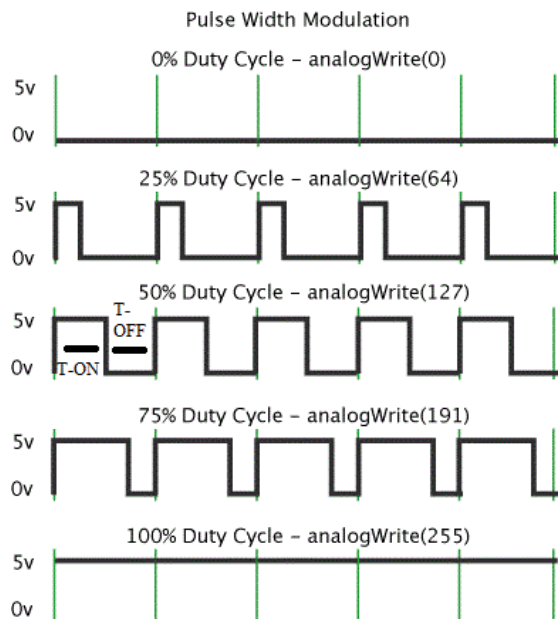 Pulse Width Modulation
0% Duty Cycle – analogWrite(0)
5v
0v
25% Duty Cycle – analogWrite(64)
5v
0v
50% Duty Cycle – analogWrite(127)
5v
T-
OFF
0v
T-ON
75% Duty Cycle – analogWrite(191)
5v
0v
100% Duty Cycle – analogWrite(255)
5v
0v